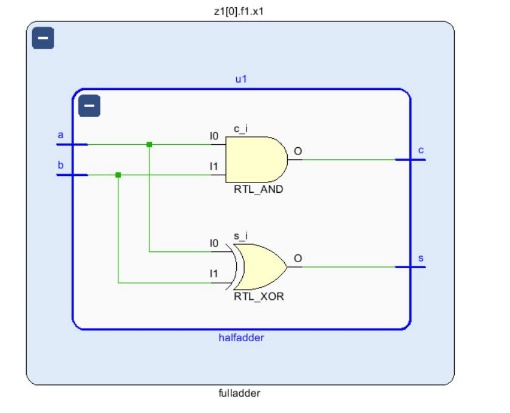 z1[0].f1.x1
u1
a
b
I0
I1
c_i
O
RTL_AND
c
I0
I1
s_i
O
RTL_XOR
s
halfadder
fulladder